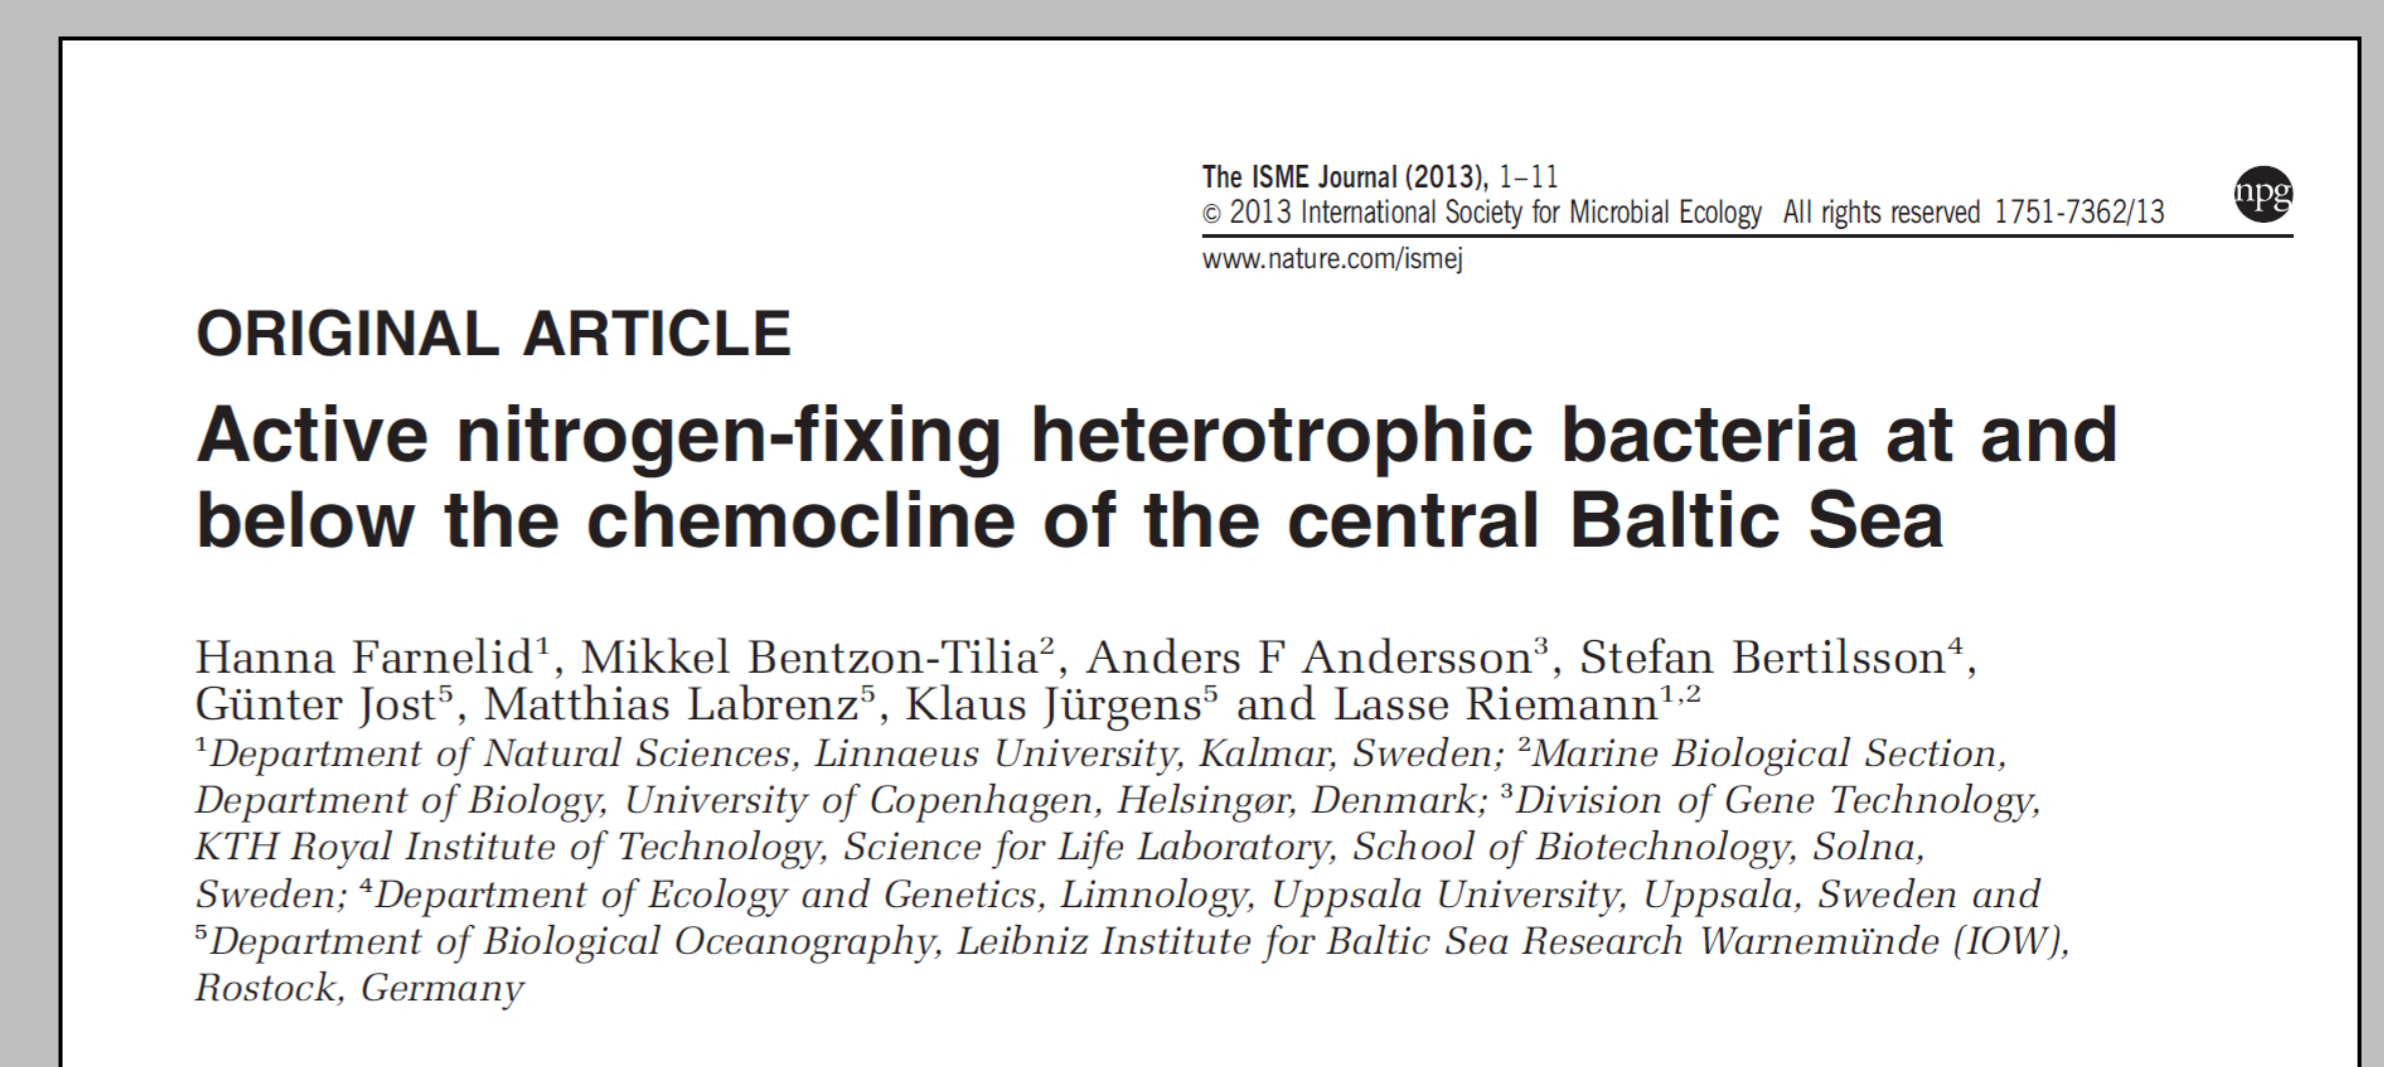 The ISME Journal (2013), 1–11
© 2013 International Society for Microbial Ecology All rights reserved 1751-7362/13
npg
www.nature.com/ismej
ORIGINAL ARTICLE
Active nitrogen-fixing heterotrophic bacteria at and
below the chemocline of the central Baltic Sea
Hanna Farnelid¹, Mikkel Bentzon-Tilia², Anders F Andersson³, Stefan Bertilsson⁴,
Günter Jost⁵, Matthias Labrenz⁵, Klaus Jürgens⁵ and Lasse Riemann¹,²
¹Department of Natural Sciences, Linnaeus University, Kalmar, Sweden; ²Marine Biological Section,
Department of Biology, University of Copenhagen, Helsingør, Denmark; ³Division of Gene Technology,
KTH Royal Institute of Technology, Science for Life Laboratory, School of Biotechnology, Solna,
Sweden; ⁴Department of Ecology and Genetics, Limnology, Uppsala University, Uppsala, Sweden and
⁵Department of Biological Oceanography, Leibniz Institute for Baltic Sea Research Warnemünde (IOW),
Rostock, Germany